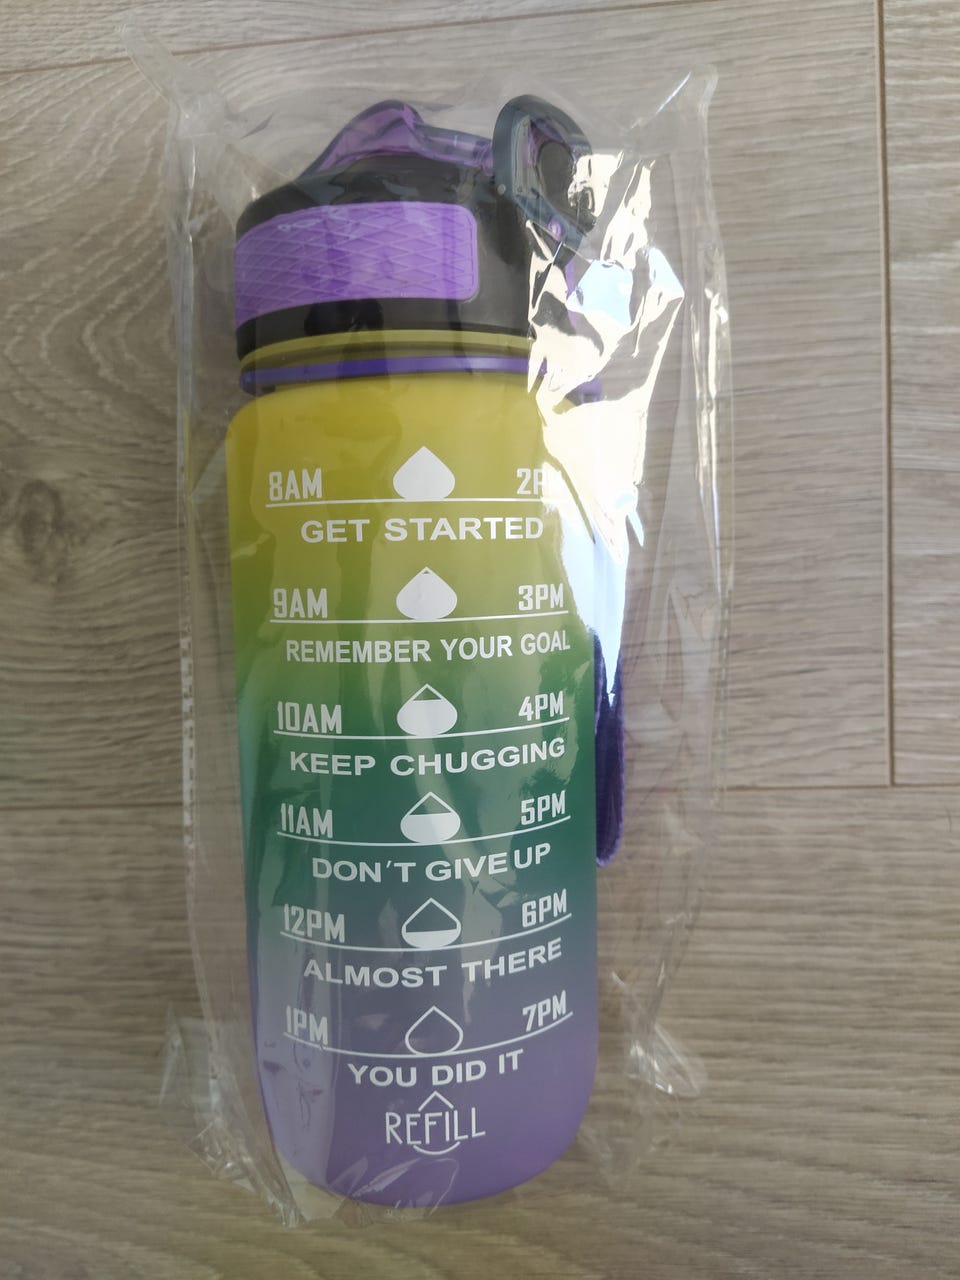 8AM 2PM
GET STARTED
9AM 3PM
REMEMBER YOUR GOAL
10AM 4PM
KEEP CHUGGING
11AM 5PM
DON'T GIVE UP
12PM 6PM
ALMOST THERE
1PM 7PM
YOU DID IT
REFILL